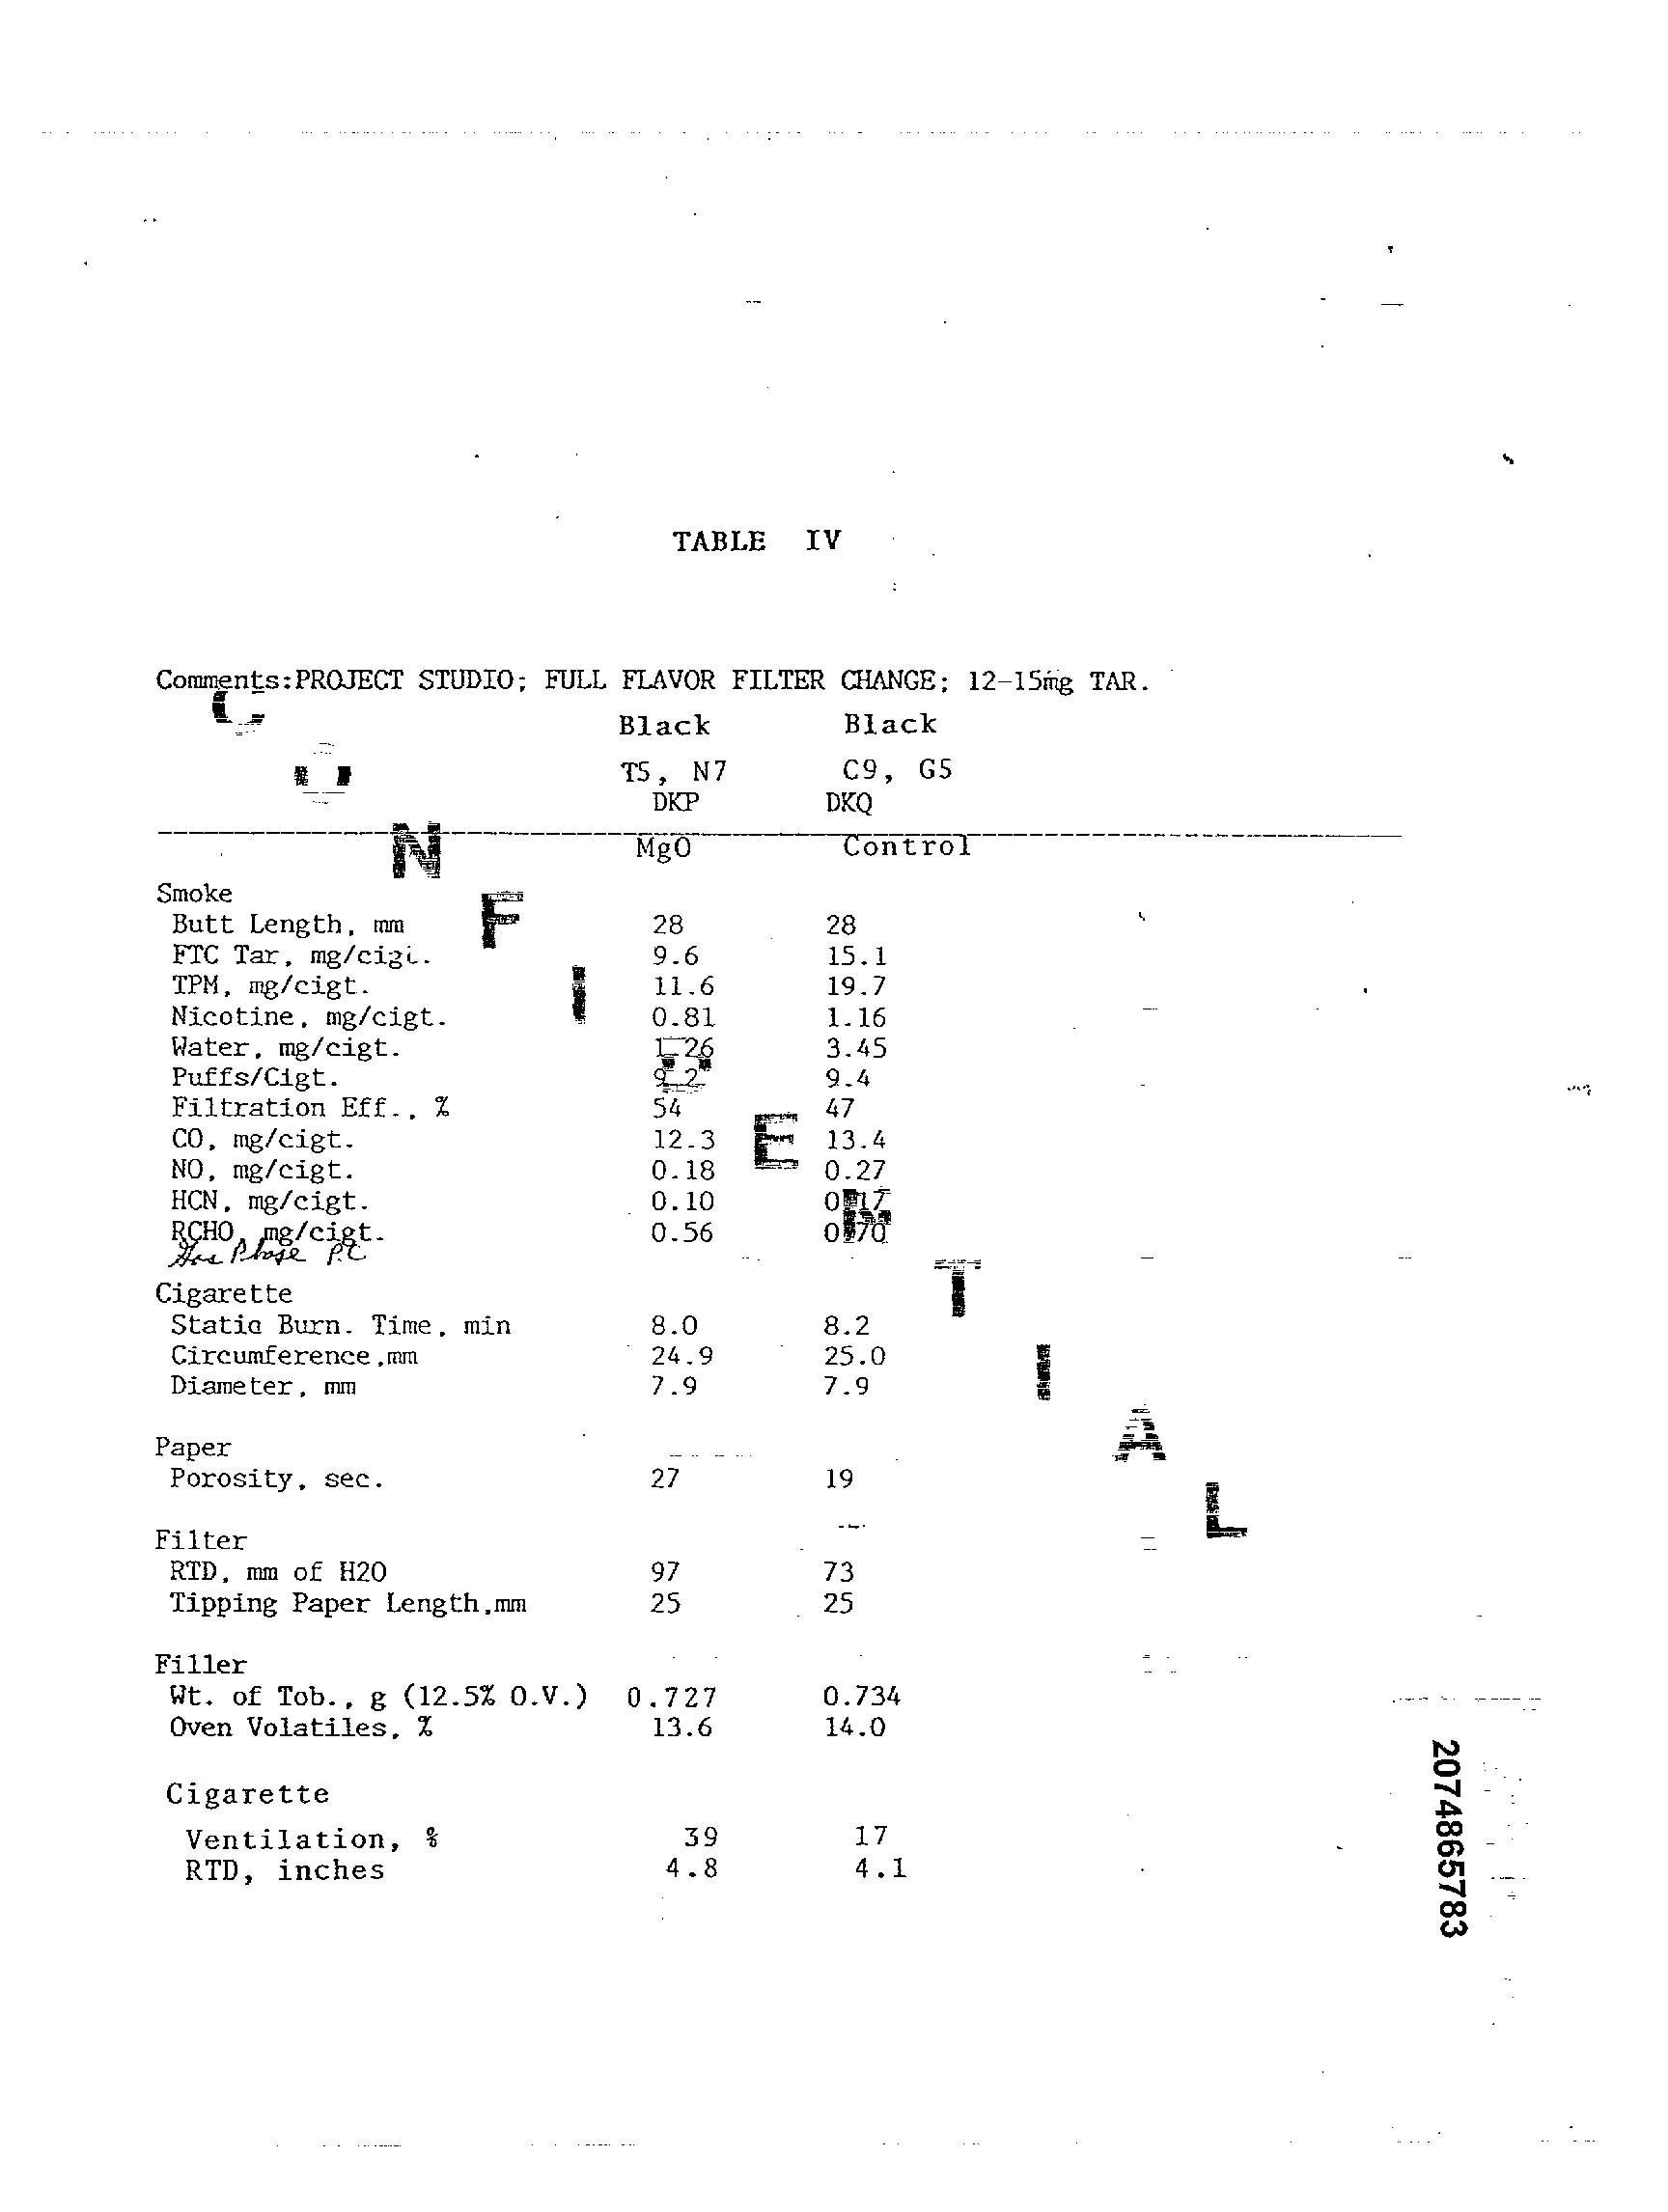 TABLE IV
Comments:PROJECT STUDIO; FULL FLAVOR FILTER CHANGE; 12-15mg TAR.
Black Black
T5, N7 C9, G5
DKP DKQ
MgO Control
Smoke
Butt Length, mm 28 28
FTC Tar, mg/cigt. 9.6 15.1
TPM, mg/cigt. 11.6 19.7
Nicotine, mg/cigt. 0.81 1.16
Water, mg/cigt. 1.26 3.45
Puffs/Cigt. 9.2 9.4
Filtration Eff., % 54 47
CO, mg/cigt. 12.3 13.4
NO, mg/cigt. 0.18 0.27
HCN, mg/cigt. 0.10 0.17
RCHO, mg/cigt. 0.56 0.70
Gas Phase P.C
Cigarette
Static Burn. Time, min 8.0 8.2
Circumference,mm 24.9 25.0
Diameter, mm 7.9 7.9
Paper
Porosity, sec. 27 19
Filter
RTD, mm of H2O 97 73
Tipping Paper Length,mm 25 25
Filler
Wt. of Tob., g (12.5% O.V.) 0.727 0.734
Oven Volatiles, % 13.6 14.0
Cigarette
Ventilation, % 39 17
RTD, inches 4.8 4.1
CONFIDENTIAL
2074865783